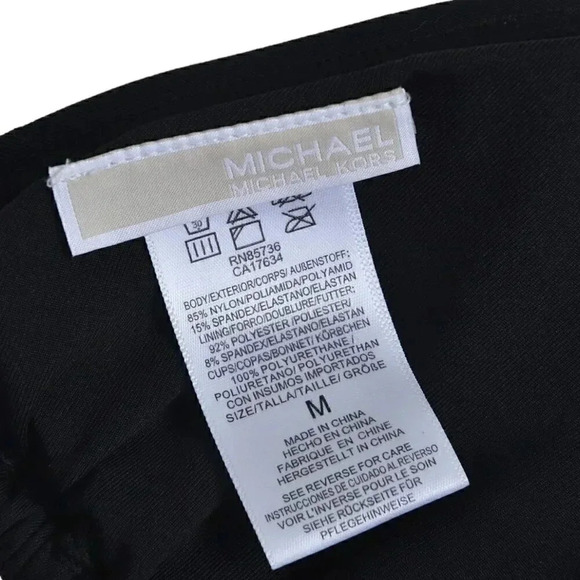 MICHAEL
MICHAEL KORS
30
RN85736
CA17634
BODY/EXTERIOR/CORPS/ AUßENSTOFF:
85% NYLON/POLIAMIDA/POLYAMID
15% SPANDEX/ELASTANO/ELASTAN
LINING/FORRO/DOUBLURE/FUTTER:
92% POLYESTER /POLIESTER/
8% SPANDEX/ELASTANO/ELASTAN
CUPS/COPAS/BONNET/ KÖRBCHEN
100% POLYURETHANE/
POLIURETANO/ POLYURETHAN
CON INSUMOS IMPORTADOS
SIZE/TALLA/TAILLE/ GRÖßE
M
MADE IN CHINA
HECHO EN CHINA
FABRIQUE EN CHINE
HERGESTELLT IN CHINA
SEE REVERSE FOR CARE
INSTRUCCIONES DE CUIDADO AL REVERSO
VOIR L'INVERSE POUR LE SOIN
SIEHE RÜCKSEITE FÜR
PFLEGEHINWEIS